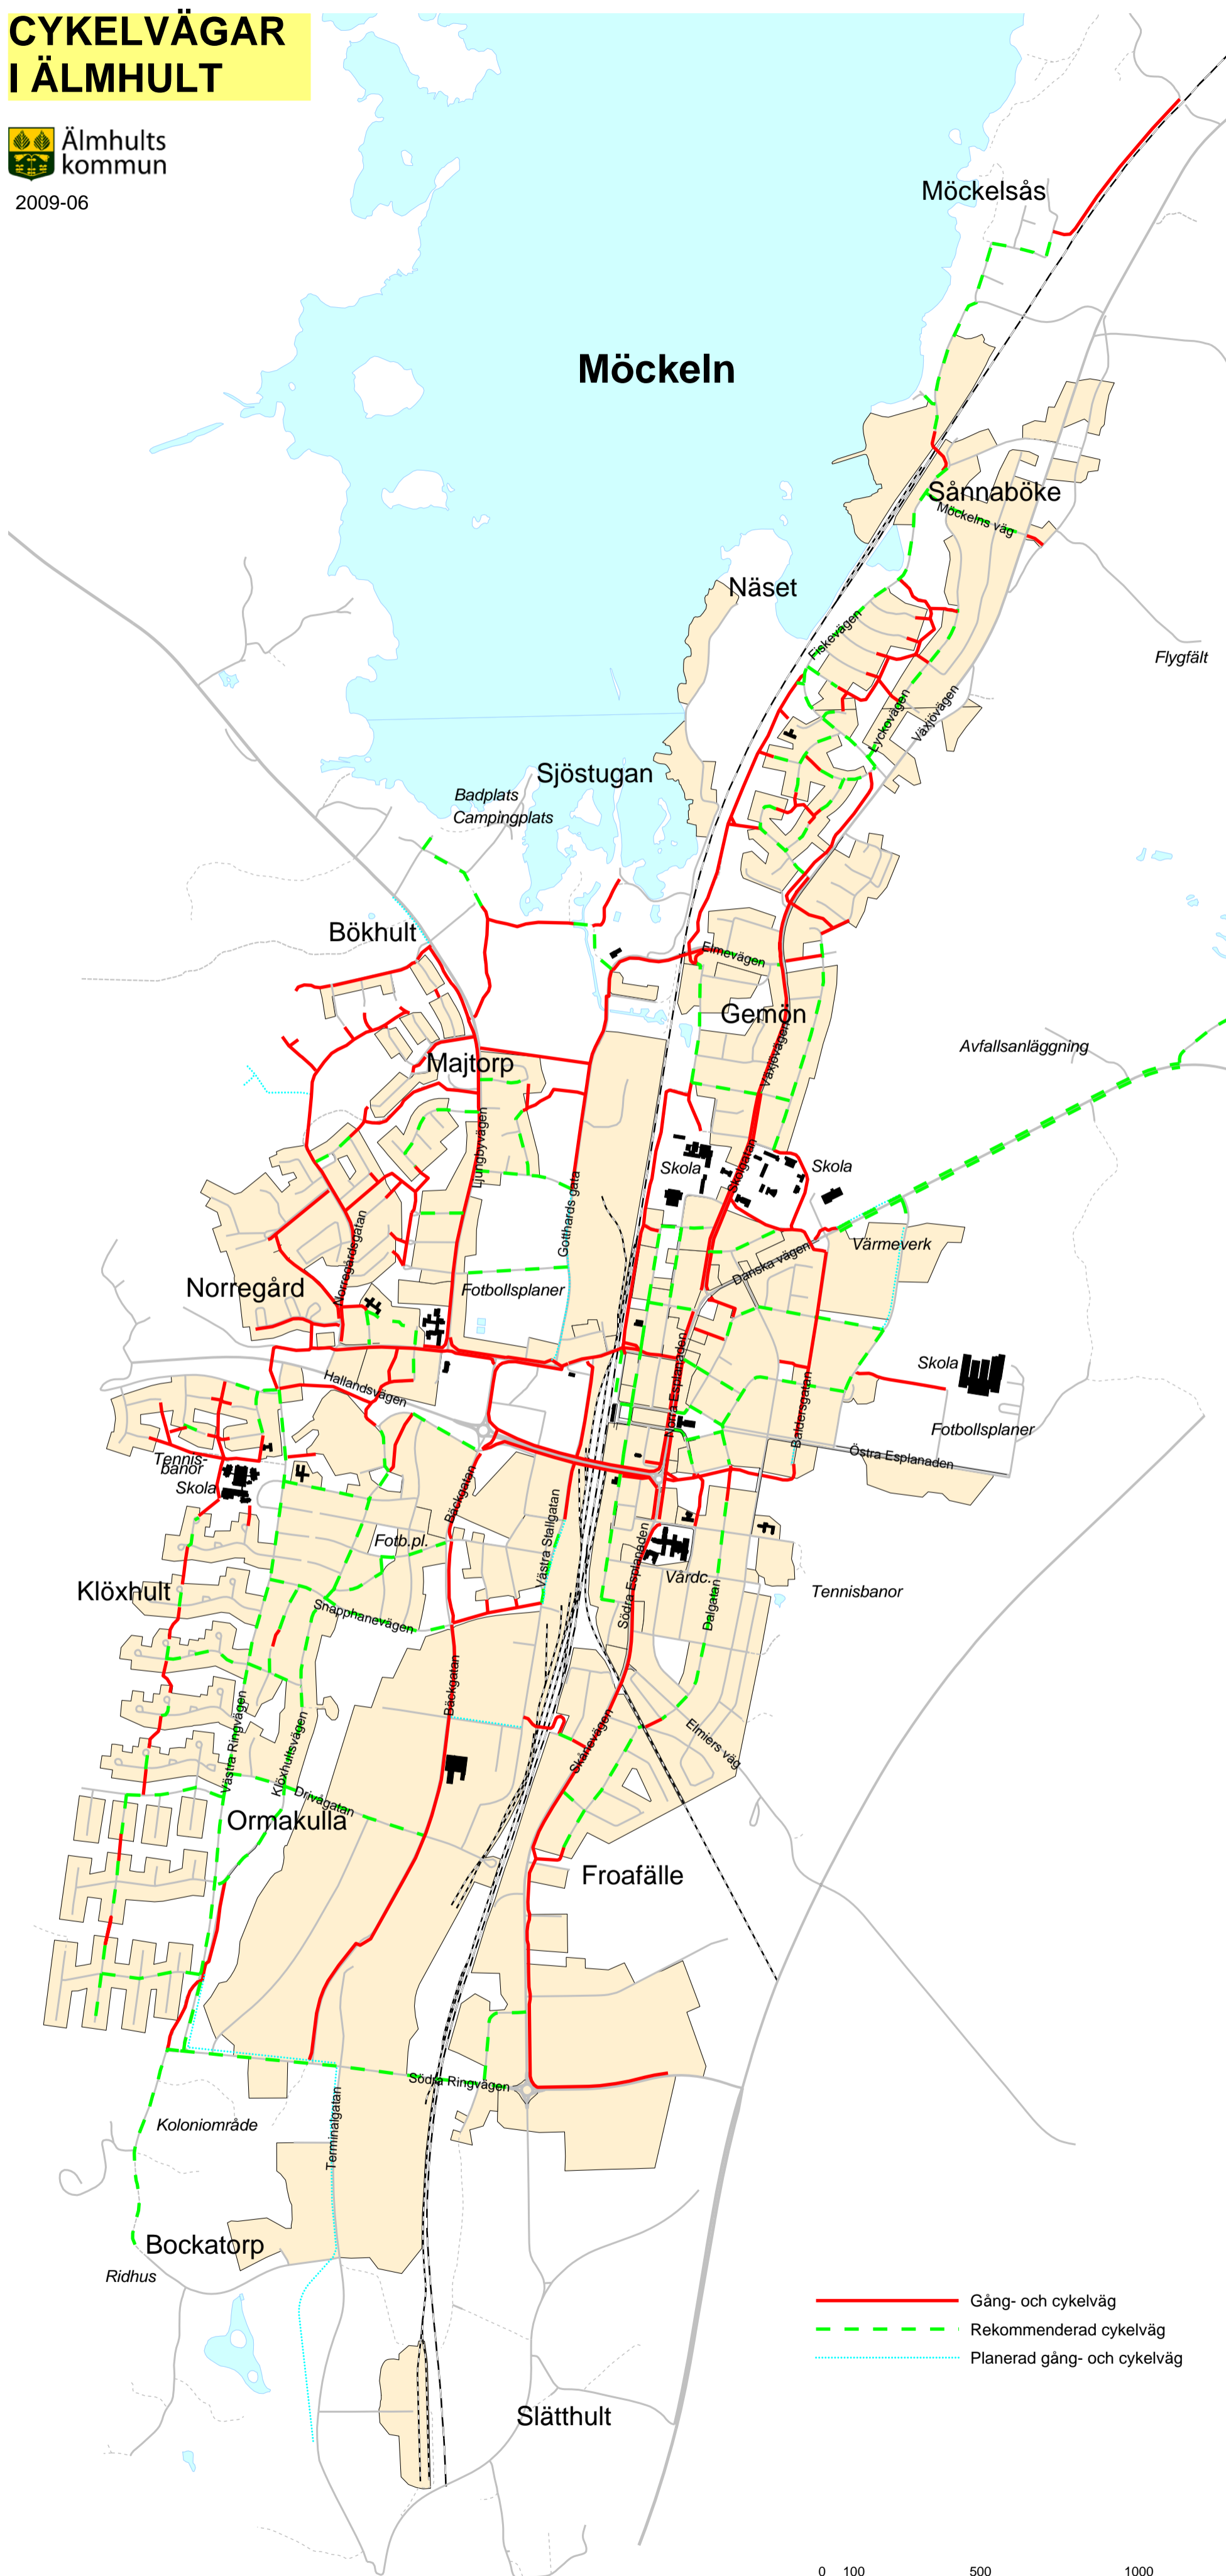 CYKELVÄGAR
I ÄLMHULT
Älmhults
kommun
2009-06
Möckelsås
Möckeln
Sånnaböke
Möckelns väg
Näset
Fiskevägen
Flygfält
Lyckovägen
Växjövägen
Sjöstugan
Badplats
Campingplats
Bökhult
Elmevägen
Gemön
Växjövägen
Avfallsanläggning
Majtorp
Ljungbyvägen
Skola
Skolgatan
Skola
Gotthards gata
Norregårdsgatan
Danska vägen
Värmeverk
Norregård
Fotbollsplaner
Hallandsvägen
Norra Esplanaden
Skola
Baldersgatan
Fotbollsplaner
Östra Esplanaden
Tennis-
banor
Skola
Bäckgatan
Västra Stallgatan
Fotb.pl.
Södra Esplanaden
Vårdc.
Dalgatan
Tennisbanor
Klöxhult
Snapphanevägen
Bäckgatan
Västra Ringvägen
Klöxhultsvägen
Skånevägen
Elmiers väg
Drivågatan
Ormakulla
Froafälle
Södra Ringvägen
Koloniområde
Terminalgatan
Bockatorp
Ridhus
Gång- och cykelväg
Rekommenderad cykelväg
Planerad gång- och cykelväg
Slätthult
0 100 500 1000